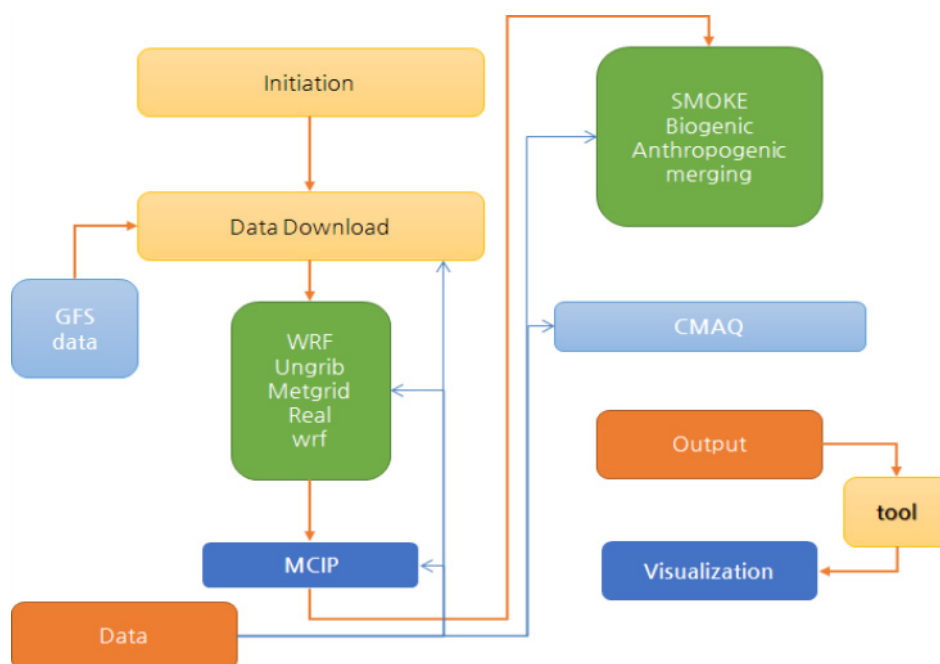 Initiation
Data Download
GFS
data
WRF
Ungrib
Metgrid
Real
wrf
MCIP
Data
SMOKE
Biogenic
Anthropogenic
merging
CMAQ
Output
tool
Visualization